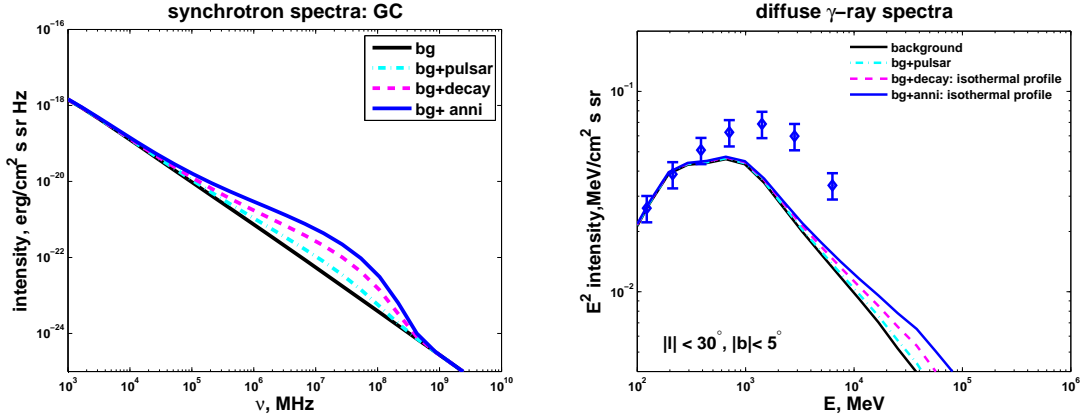 synchrotron spectra: GC
intensity, erg/cm² s sr Hz
10⁻¹⁶
10⁻¹⁸
10⁻²⁰
10⁻²²
10⁻²⁴
bg
bg+pulsar
bg+decay
bg+ anni
10³ 10⁴ 10⁵ 10⁶ 10⁷ 10⁸ 10⁹ 10¹⁰
ν, MHz
diffuse γ−ray spectra
E² intensity,MeV/cm² s sr
10⁻¹
10⁻²
background
bg+pulsar
bg+decay: isothermal profile
bg+anni: isothermal profile
|l| < 30°, |b|< 5°
10² 10³ 10⁴ 10⁵ 10⁶
E, MeV